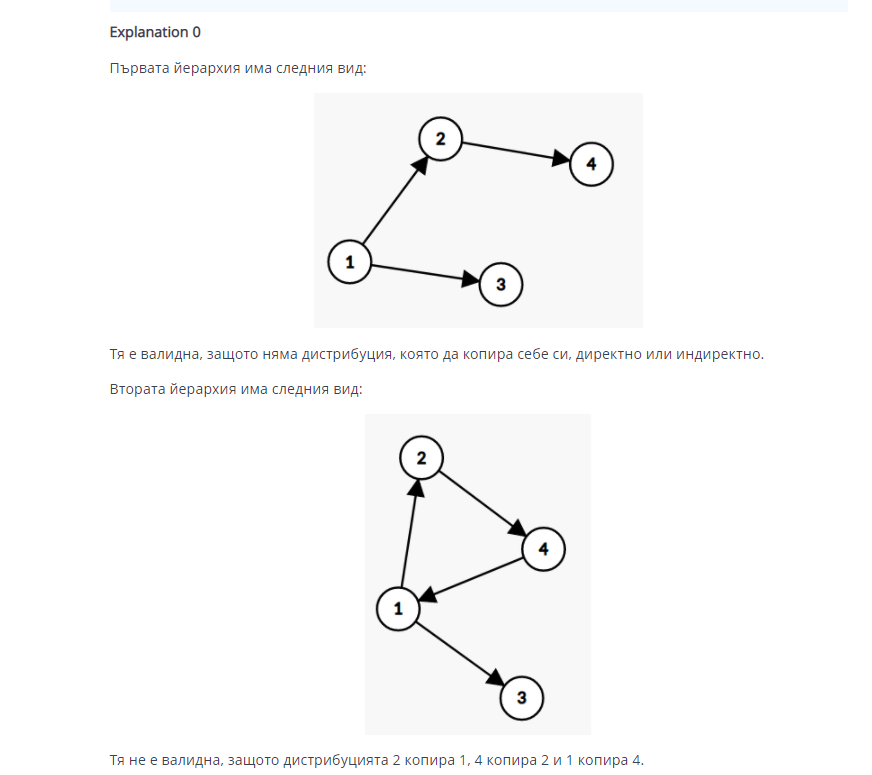 Explanation 0
Първата йерархия има следния вид:
2
4
1
3
Тя е валидна, защото няма дистрибуция, която да копира себе си, директно или индиректно.
Втората йерархия има следния вид:
2
4
1
3
Тя не е валидна, защото дистрибуцията 2 копира 1, 4 копира 2 и 1 копира 4.